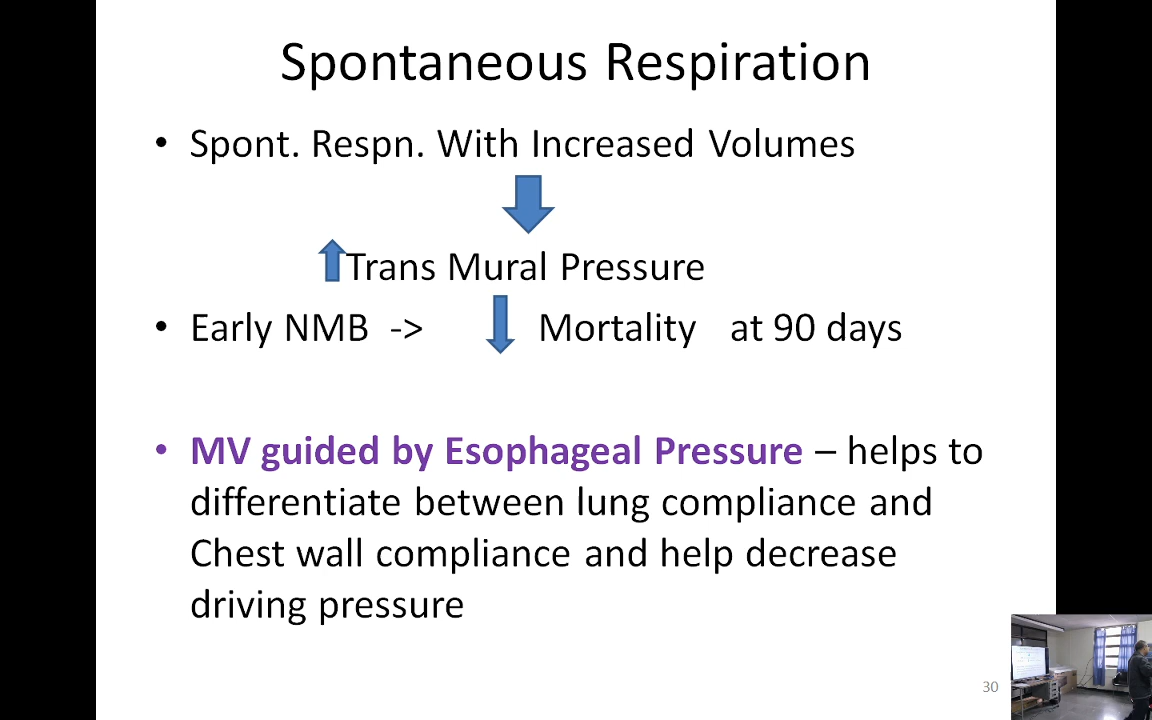 Spontaneous Respiration
• Spont. Respn. With Increased Volumes
Trans Mural Pressure
• Early NMB -> Mortality at 90 days
• MV guided by Esophageal Pressure – helps to
differentiate between lung compliance and
Chest wall compliance and help decrease
driving pressure
30